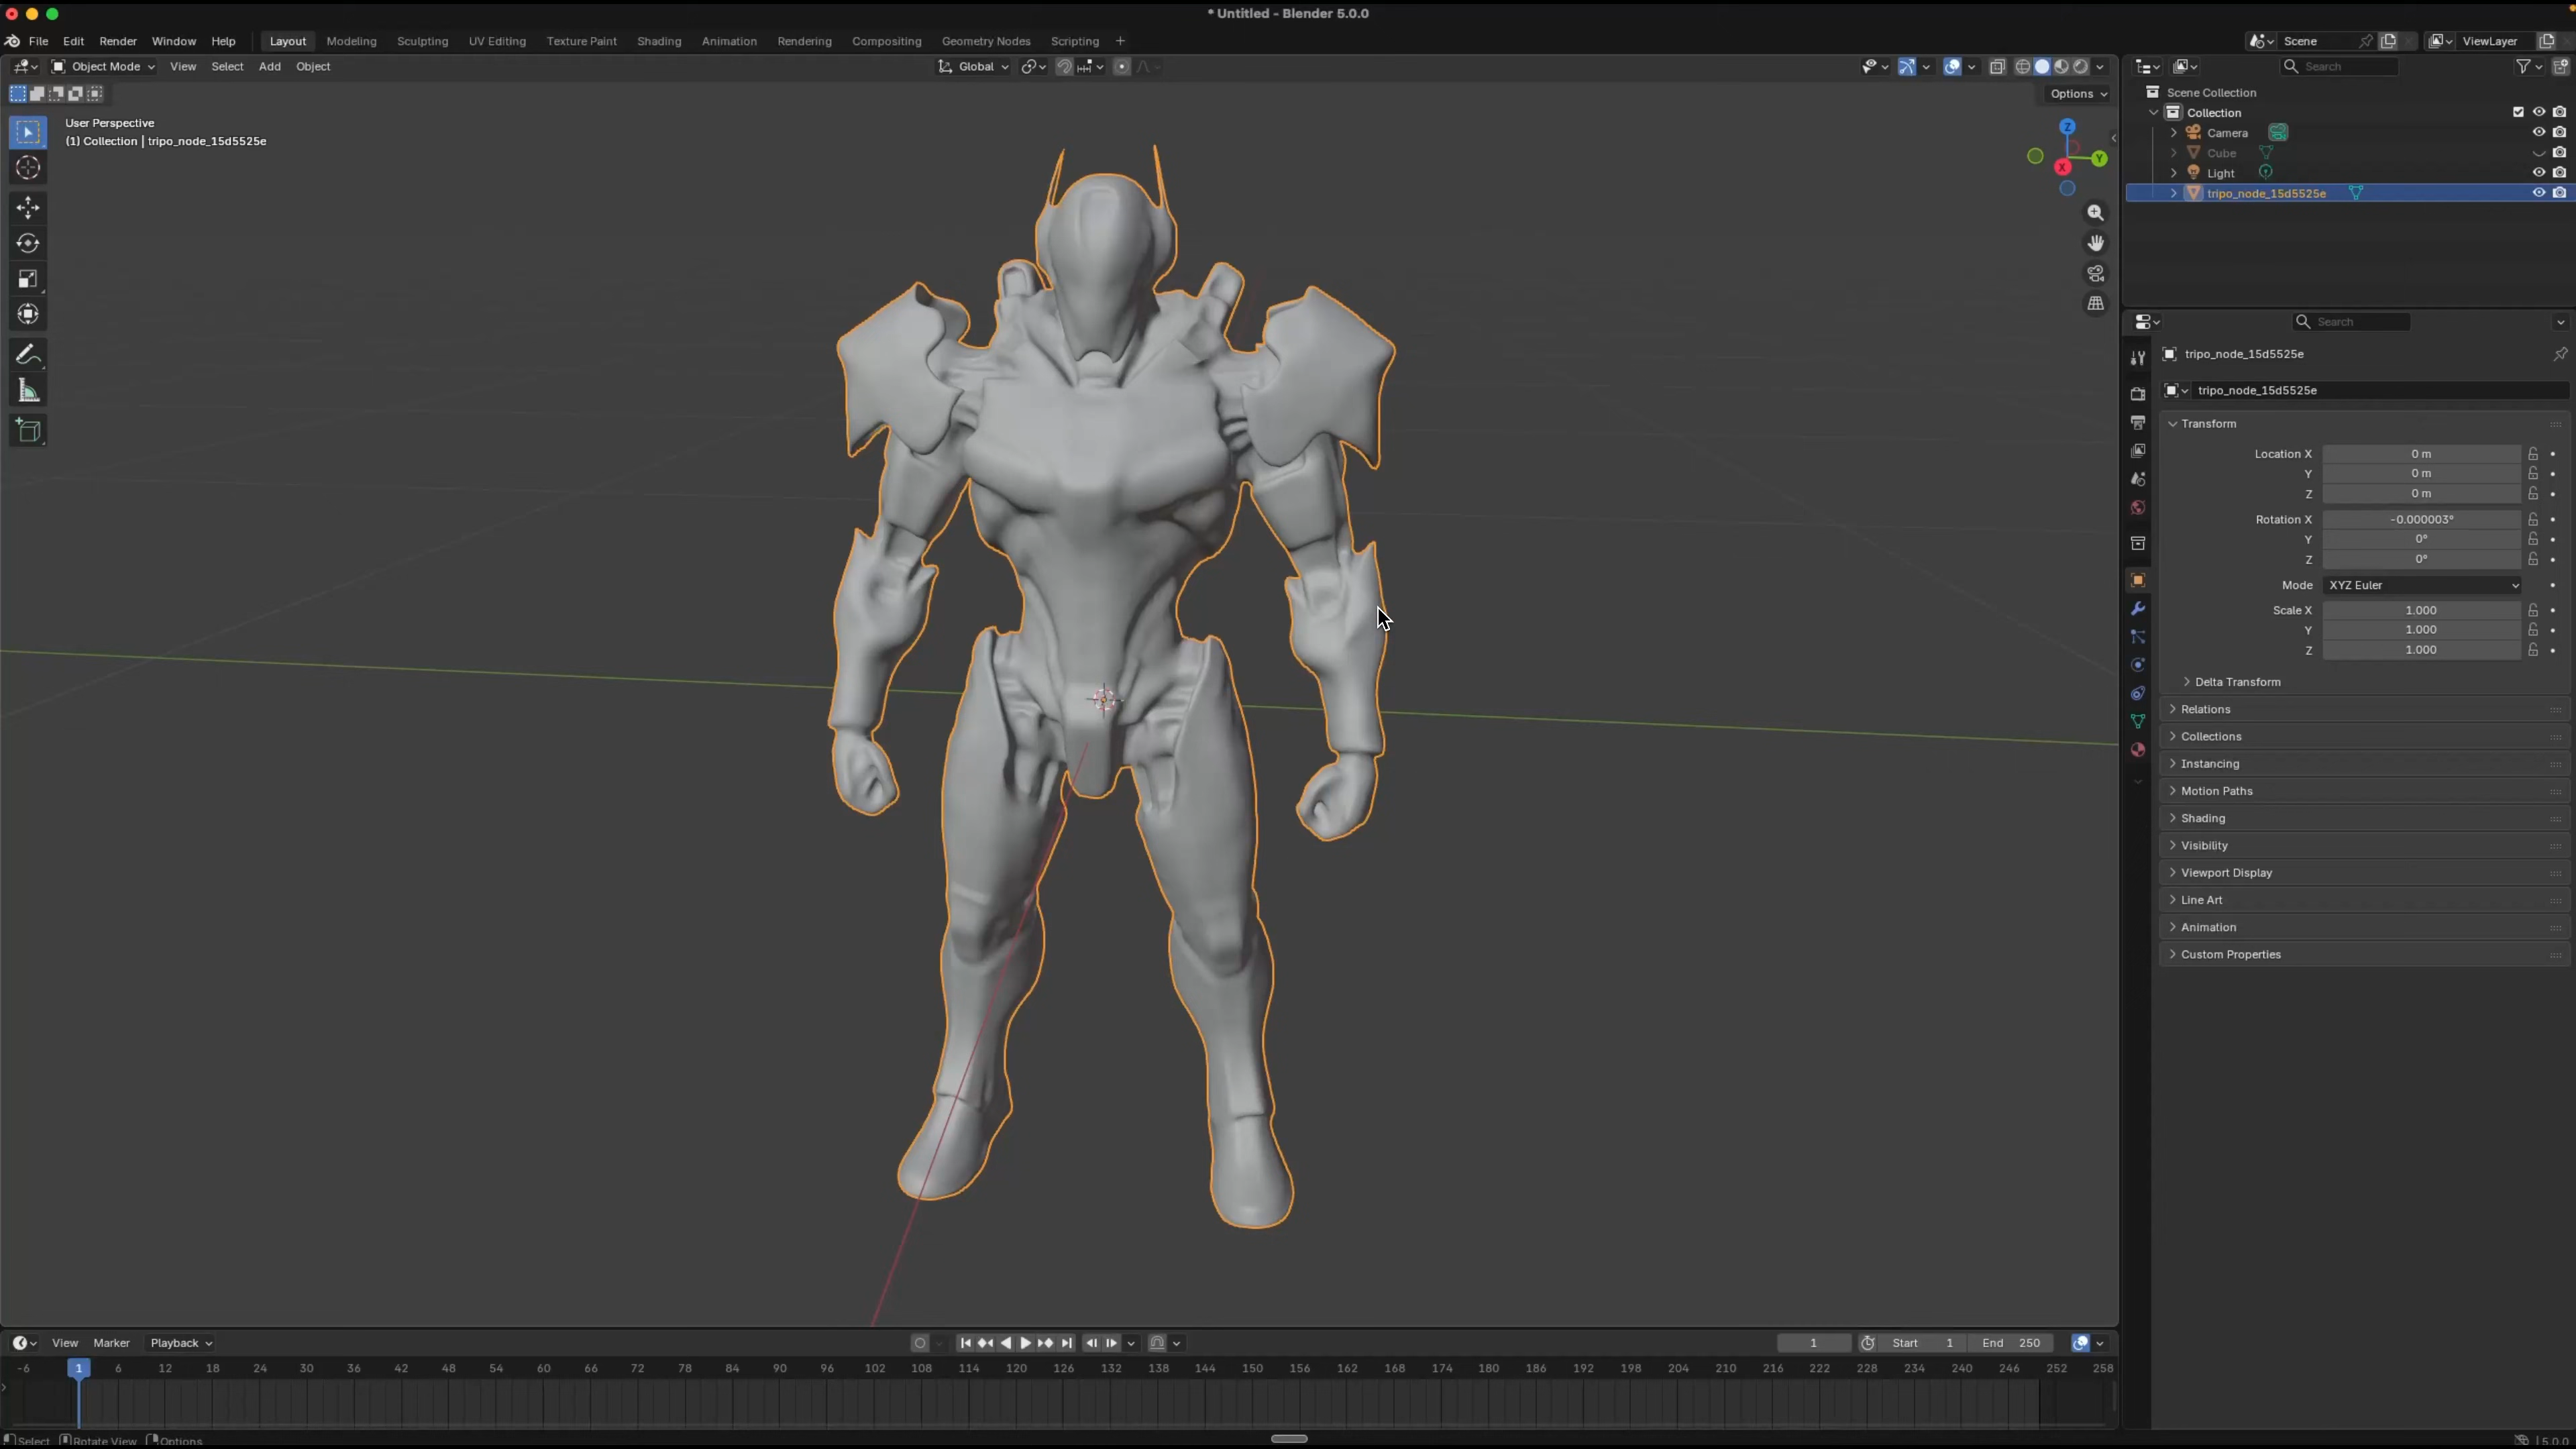 * Untitled - Blender 5.0.0
File Edit Render Window Help Layout Modeling Sculpting UV Editing Texture Paint Shading Animation Rendering Compositing Geometry Nodes Scripting + Scene ViewLayer
Object Mode View Select Add Object Global Search
Options
User Perspective
(1) Collection | tripo_node_15d5525e
Z
Y
X
Scene Collection
Collection
Camera
Cube
Light
tripo_node_15d5525e
Search
tripo_node_15d5525e
tripo_node_15d5525e
Transform
Location X 0 m
Y 0 m
Z 0 m
Rotation X -0.000003°
Y 0°
Z 0°
Mode XYZ Euler
Scale X 1.000
Y 1.000
Z 1.000
Delta Transform
Relations
Collections
Instancing
Motion Paths
Shading
Visibility
Viewport Display
Line Art
Animation
Custom Properties
View Marker Playback 1 Start 1 End 250
-6 1 6 12 18 24 30 36 42 48 54 60 66 72 78 84 90 96 102 108 114 120 126 132 138 144 150 156 162 168 174 180 186 192 198 204 210 216 222 228 234 240 246 252 258
Select Rotate View Options 5.0.0